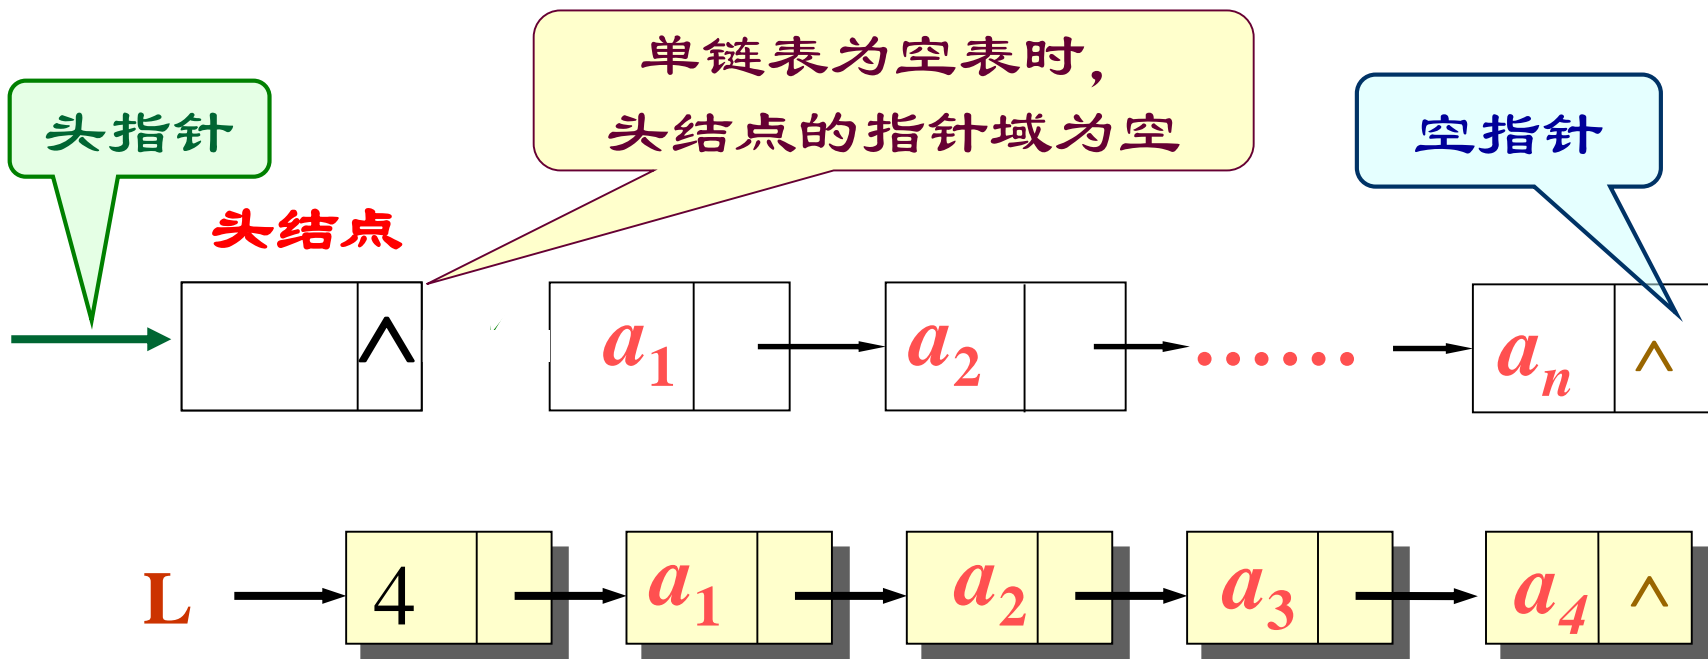 单链表为空表时,
头结点的指针域为空
头指针
空指针
头结点
∧ a1 a2 ...... an ∧
L 4 a1 a2 a3 a4 ∧